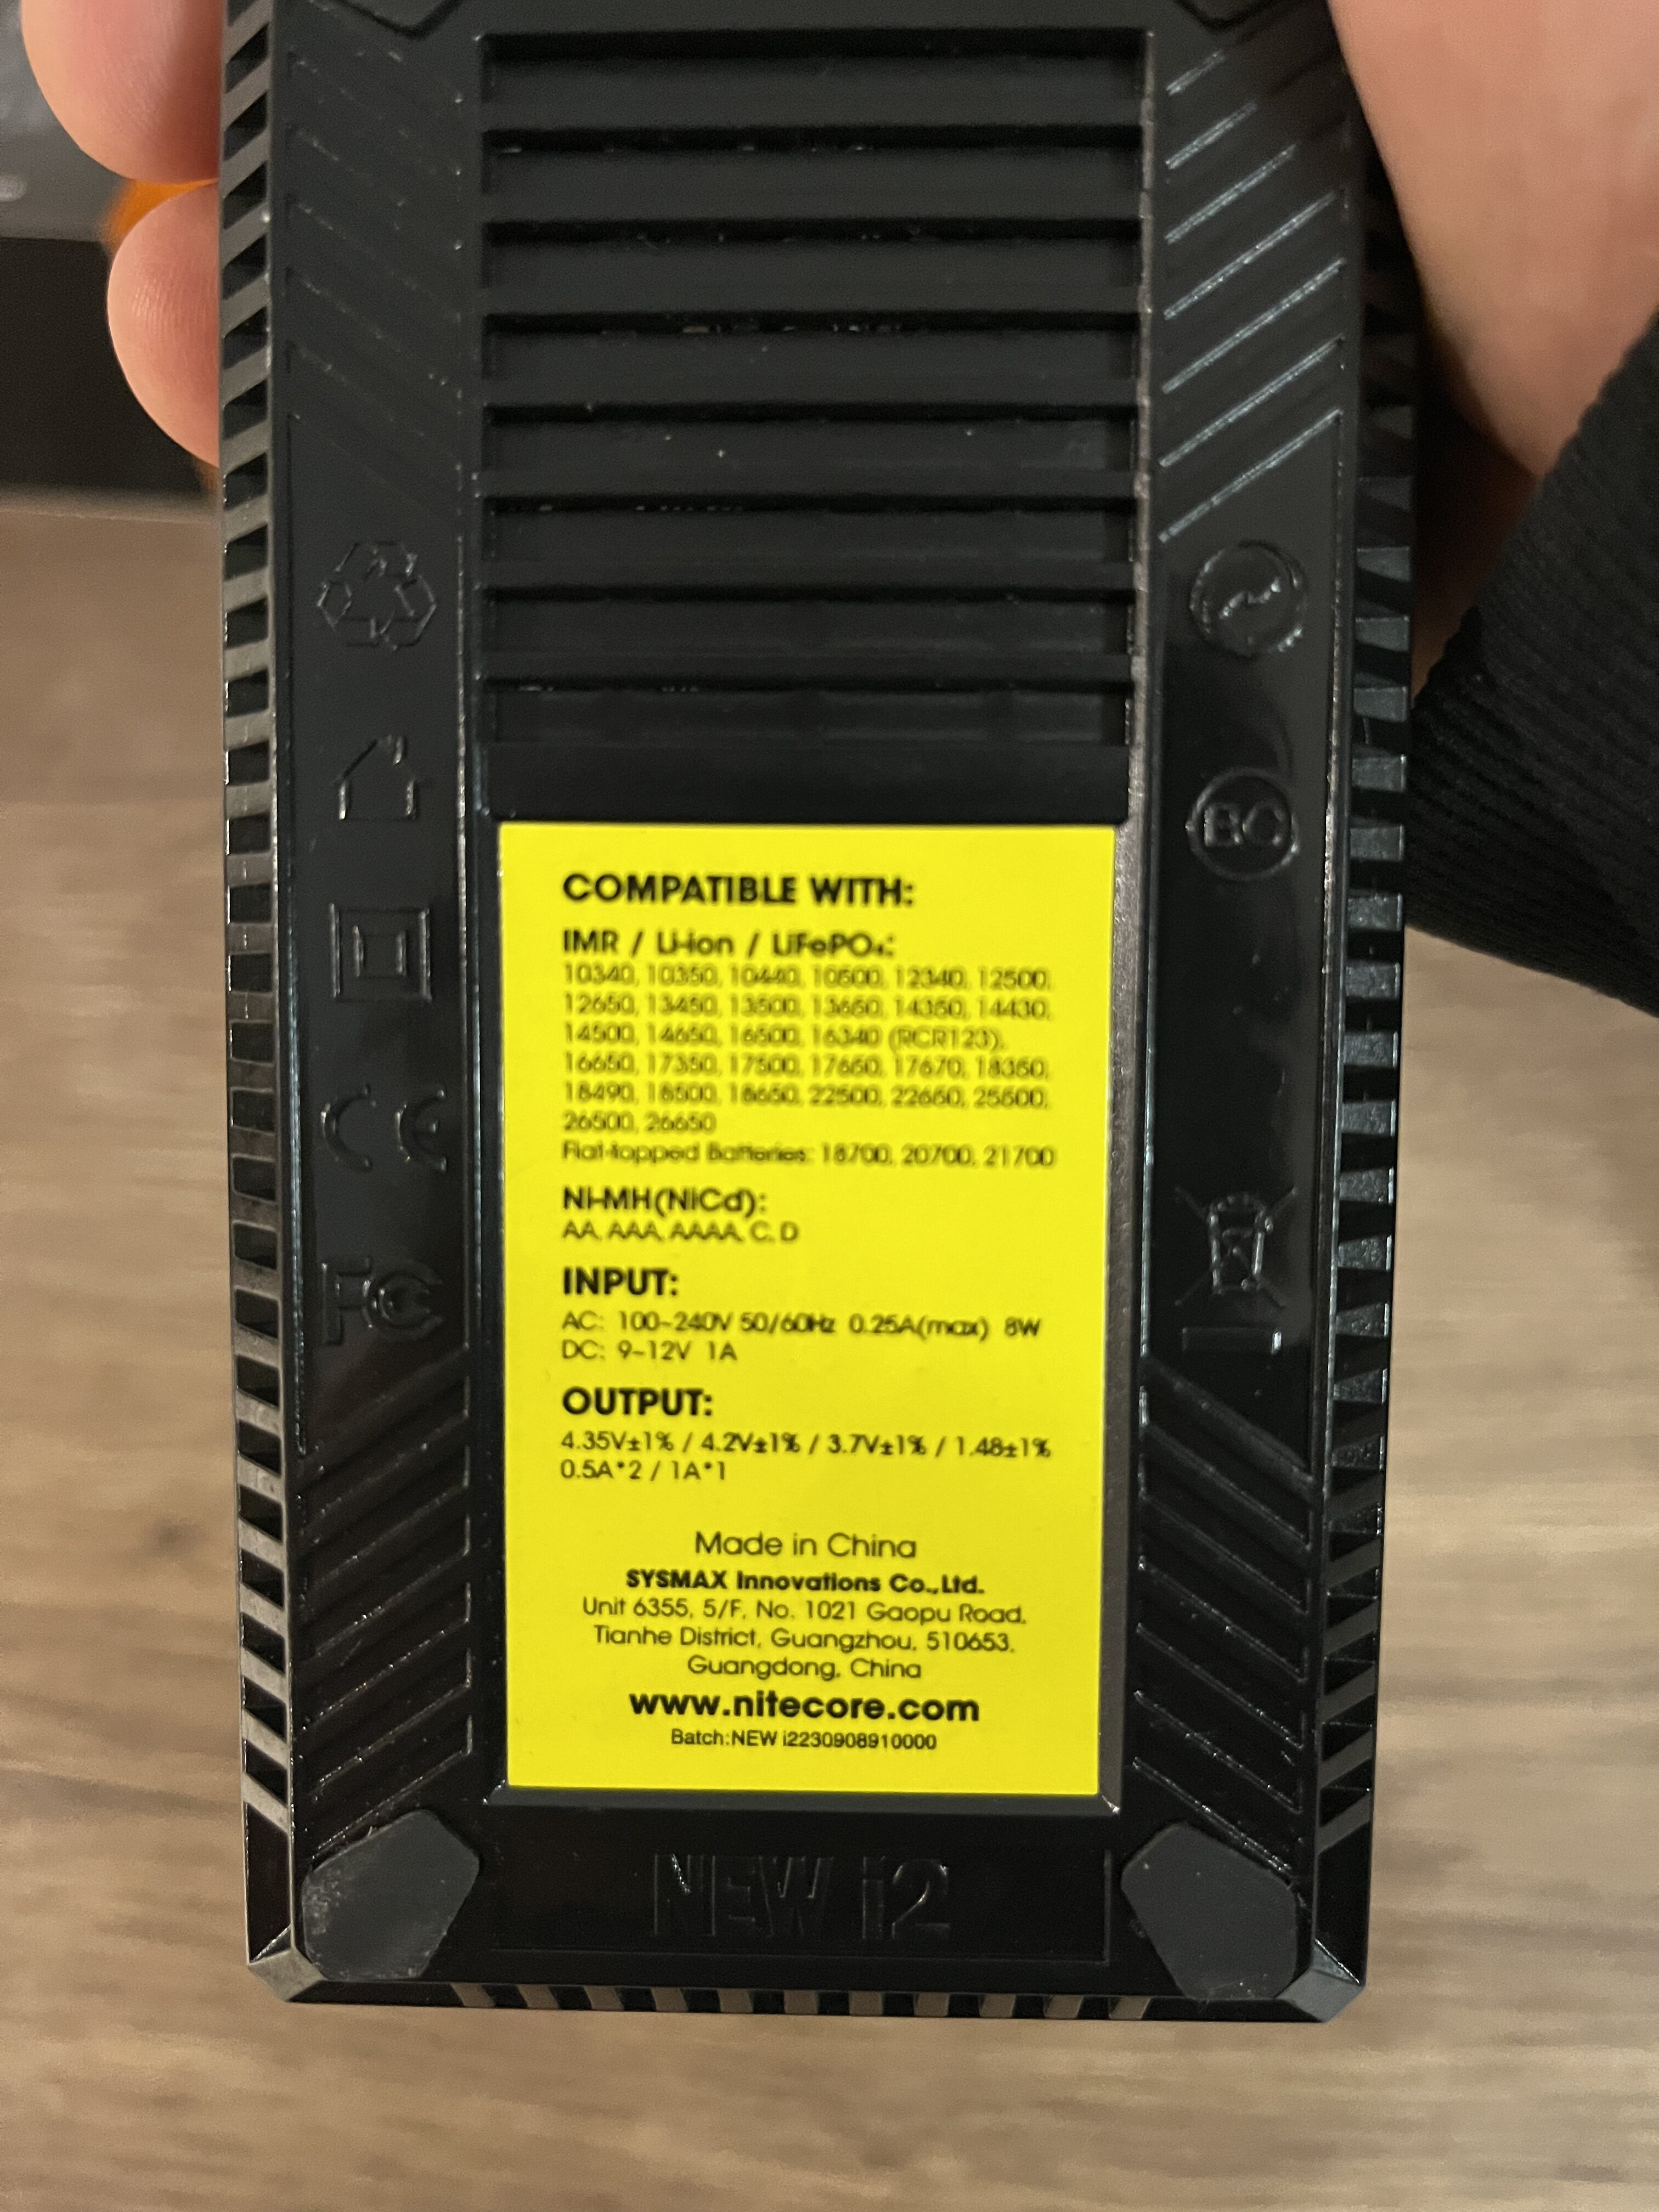 COMPATIBLE WITH:
IMR / Li-ion / LiFePO₄:
10340, 10350, 10440, 10500, 12340, 12500,
12650, 13450, 13500, 13650, 14350, 14430,
14500, 14650, 16500, 16340 (RCR123),
16650, 17350, 17500, 17650, 17670, 18350,
18490, 18500, 18650, 22500, 22650, 25500,
26500, 26650
Flat-topped Batteries: 18700, 20700, 21700
Ni-MH(NiCd):
AA, AAA, AAAA, C, D
INPUT:
AC: 100~240V 50/60Hz 0.25A(max) 8W
DC: 9~12V 1A
OUTPUT:
4.35V±1% / 4.2V±1% / 3.7V±1% / 1.48±1%
0.5A*2 / 1A*1
Made in China
SYSMAX Innovations Co.,Ltd.
Unit 6355, 5/F, No. 1021 Gaopu Road,
Tianhe District, Guangzhou, 510653,
Guangdong, China
www.nitecore.com
Batch:NEW i2230908910000
NEW i2
BC
CE
FC